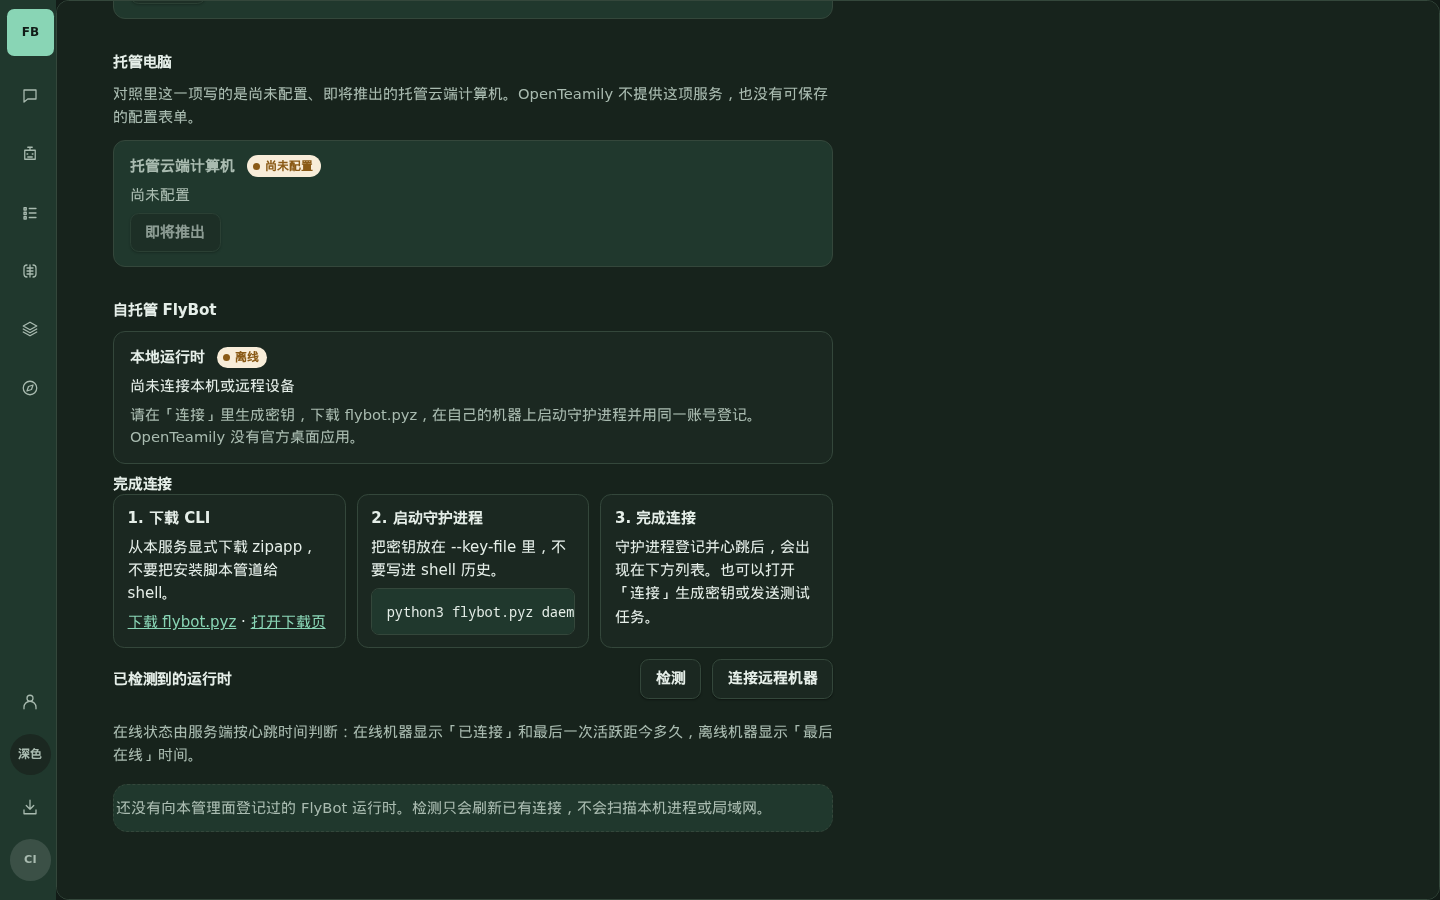 FB
托管电脑
对照里这一项写的是尚未配置、即将推出的托管云端计算机。OpenTeamily 不提供这项服务，也没有可保存
的配置表单。
托管云端计算机
尚未配置
尚未配置
即将推出
自托管 FlyBot
本地运行时
离线
尚未连接本机或远程设备
请在「连接」里生成密钥，下载 flybot.pyz，在自己的机器上启动守护进程并用同一账号登记。
OpenTeamily 没有官方桌面应用。
完成连接
1. 下载 CLI
从本服务显式下载 zipapp，
不要把安装脚本管道给
shell。
下载 flybot.pyz · 打开下载页
2. 启动守护进程
把密钥放在 --key-file 里，不
要写进 shell 历史。
python3 flybot.pyz daem
3. 完成连接
守护进程登记并心跳后，会出
现在下方列表。也可以打开
「连接」生成密钥或发送测试
任务。
已检测到的运行时
检测
连接远程机器
在线状态由服务端按心跳时间判断：在线机器显示「已连接」和最后一次活跃距今多久，离线机器显示「最后
在线」时间。
还没有向本管理面登记过的 FlyBot 运行时。检测只会刷新已有连接，不会扫描本机进程或局域网。
深色
CI